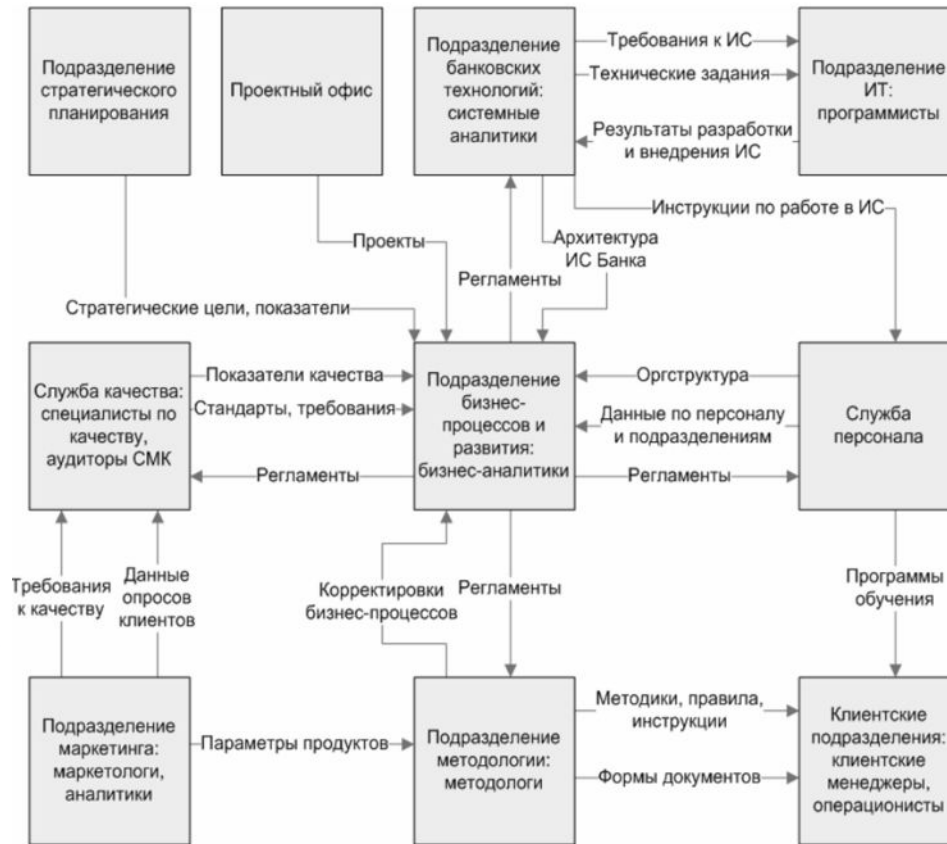 Подразделение
стратегического
планирования
Проектный офис
Подразделение
банковских
технологий:
системные
аналитики
Требования к ИС
Технические задания
Результаты разработки
и внедрения ИС
Подразделение
ИТ:
программисты
Инструкции по работе в ИС
Проекты
Регламенты
Архитектура
ИС Банка
Стратегические цели, показатели
Служба качества:
специалисты по
качеству,
аудиторы СМК
Показатели качества
Стандарты, требования
Регламенты
Подразделение
бизнес-
процессов и
развития:
бизнес-аналитики
Оргструктура
Данные по персоналу
и подразделениям
Регламенты
Служба
персонала
Требования
к качеству
Данные
опросов
клиентов
Корректировки
бизнес-процессов
Регламенты
Программы
обучения
Подразделение
маркетинга:
маркетологи,
аналитики
Параметры продуктов
Подразделение
методологии:
методологи
Методики, правила,
инструкции
Формы документов
Клиентские
подразделения:
клиентские
менеджеры,
операционисты